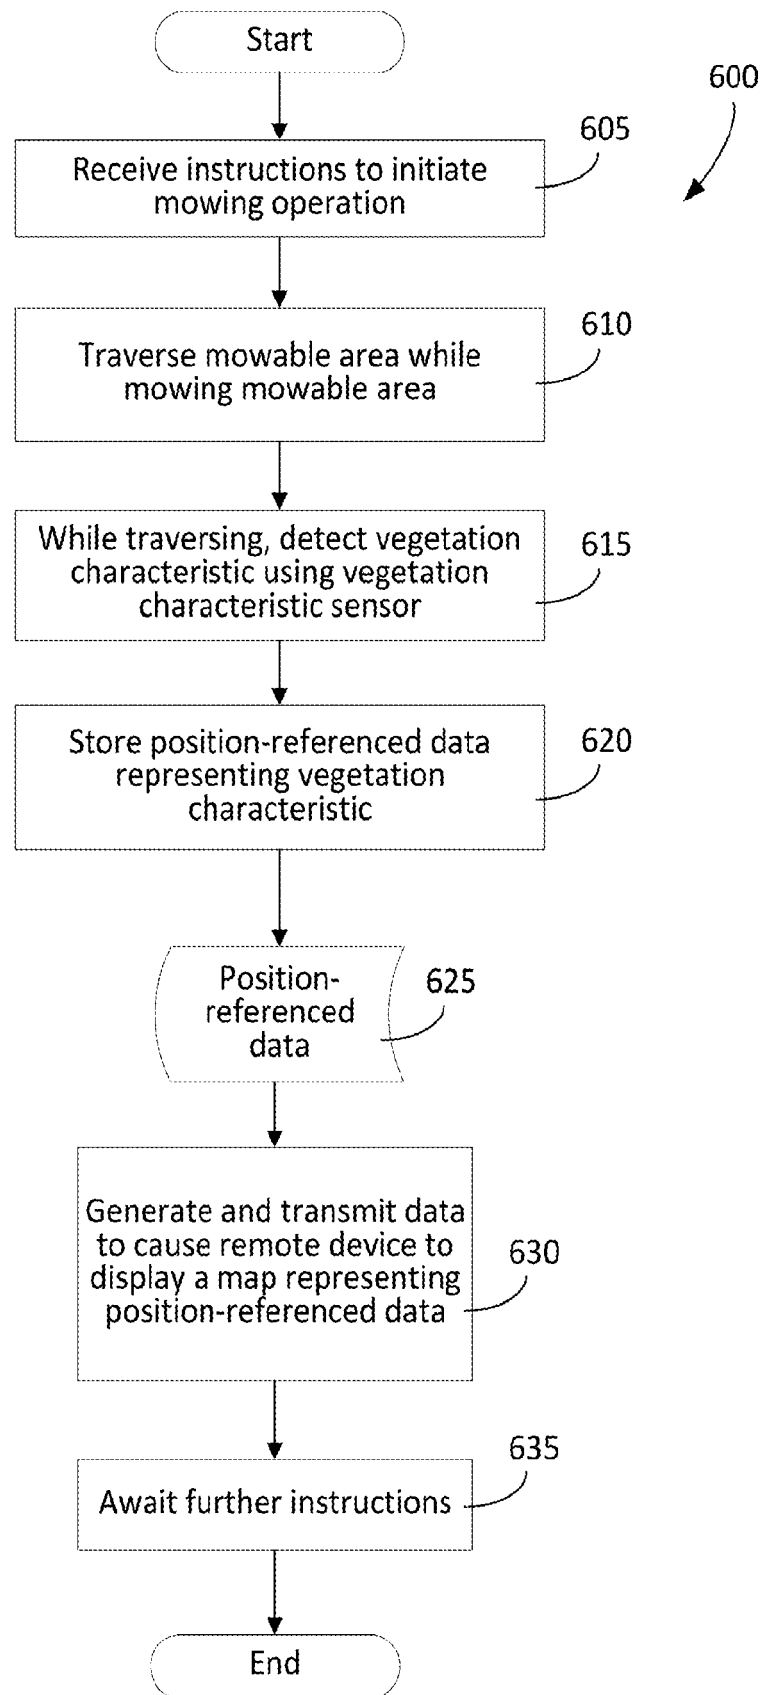 Start
600
605
Receive instructions to initiate
mowing operation
610
Traverse mowable area while
mowing mowable area
615
While traversing, detect vegetation
characteristic using vegetation
characteristic sensor
620
Store position-referenced data
representing vegetation
characteristic
625
Position-
referenced
data
630
Generate and transmit data
to cause remote device to
display a map representing
position-referenced data
635
Await further instructions
End